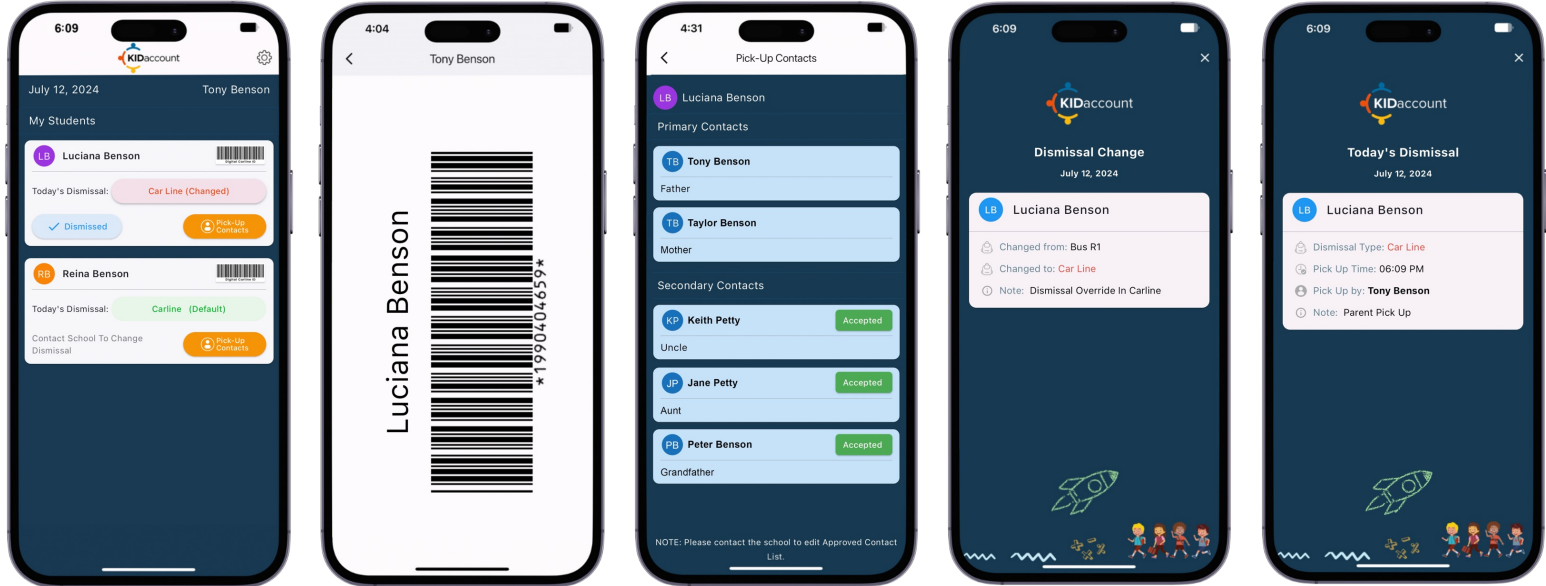 6:09
KIDaccount
July 12, 2024 Tony Benson
My Students
LB Luciana Benson
Digital Carline ID
Today's Dismissal: Car Line (Changed)
Dismissed
Pick-Up
Contacts
RB Reina Benson
Digital Carline ID
Today's Dismissal: Carline (Default)
Contact School To Change
Dismissal
Pick-Up
Contacts
4:04
Tony Benson
Luciana Benson
*1990404659*
4:31
Pick-Up Contacts
LB Luciana Benson
Primary Contacts
TB Tony Benson
Father
TB Taylor Benson
Mother
Secondary Contacts
KP Keith Petty Accepted
Uncle
JP Jane Petty Accepted
Aunt
PB Peter Benson Accepted
Grandfather
NOTE: Please contact the school to edit Approved Contact
List.
6:09
KIDaccount
Dismissal Change
July 12, 2024
LB Luciana Benson
Changed from: Bus R1
Changed to: Car Line
Note: Dismissal Override In Carline
6:09
KIDaccount
Today's Dismissal
July 12, 2024
LB Luciana Benson
Dismissal Type: Car Line
Pick Up Time: 06:09 PM
Pick Up by: Tony Benson
Note: Parent Pick Up